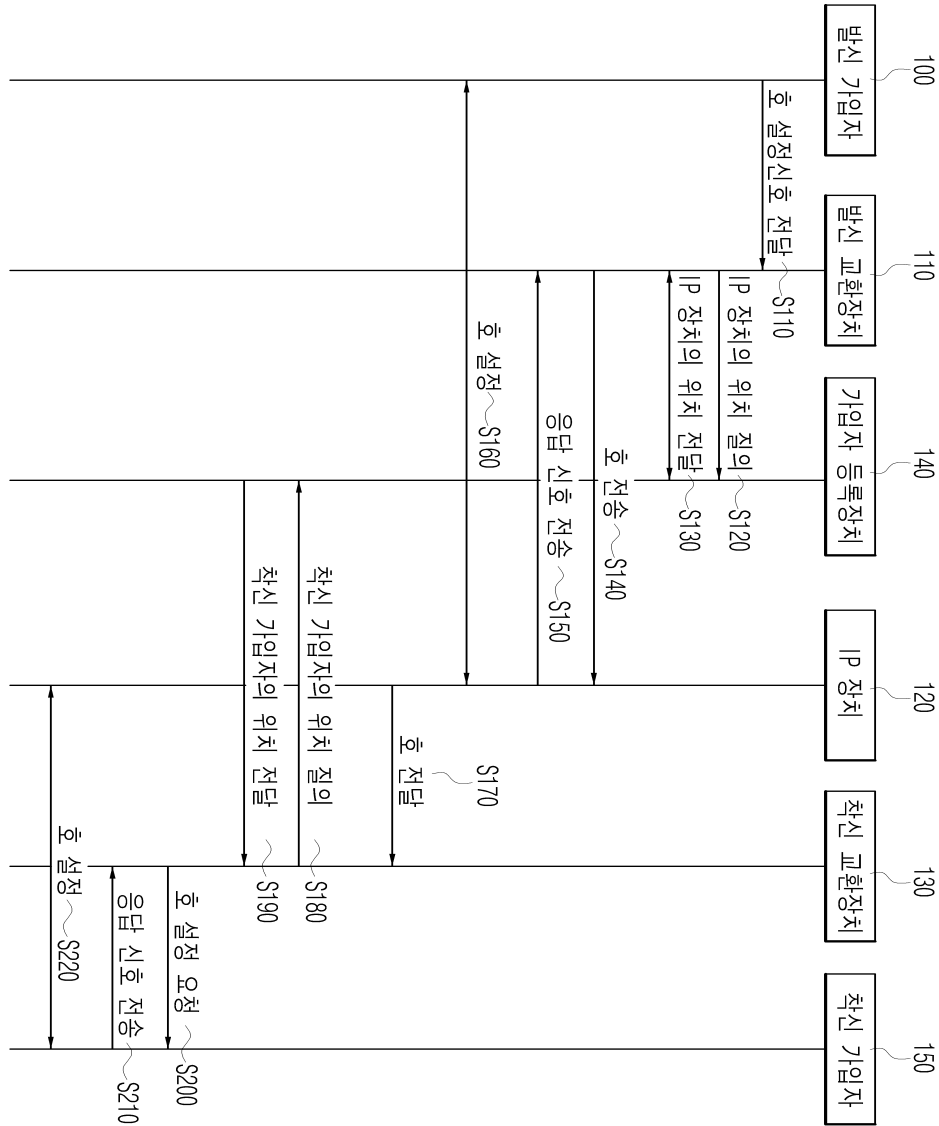 100
발신 가입자
110
발신 교환장치
140
가입자 등록장치
120
IP 장치
130
착신 교환장치
150
착신 가입자
호 설정신호 전달
S110
IP 장치의 위치 질의
S120
IP 장치의 위치 전달
S130
호 전송
S140
응답 신호 전송
S150
호 설정
S160
호 전달
S170
착신 가입자의 위치 질의
S180
착신 가입자의 위치 전달
S190
호 설정 요청
S200
응답 신호 전송
S210
호 설정
S220